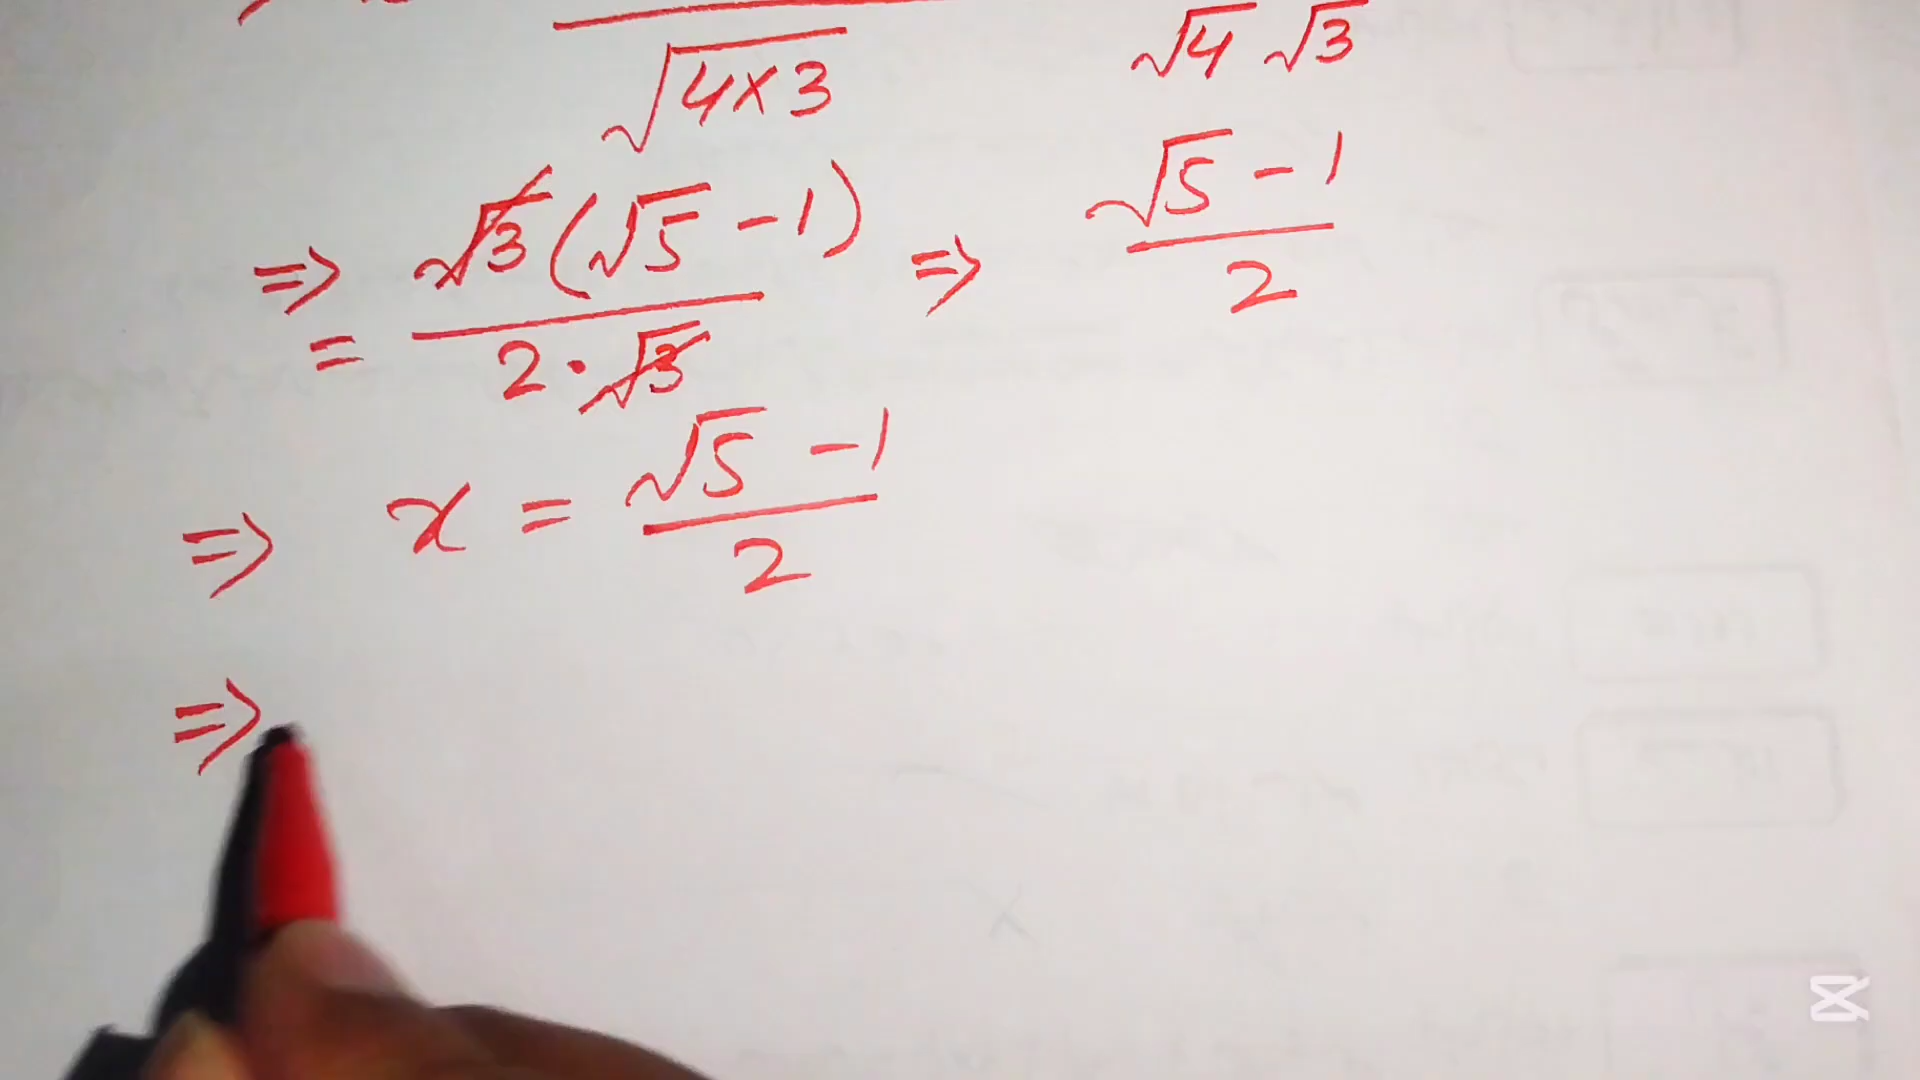 √(4×3) √4 √3
⇒ √3(√5 - 1) ⇒ √5 - 1
= 2·√3 2
⇒ x = √5 - 1
2
⇒